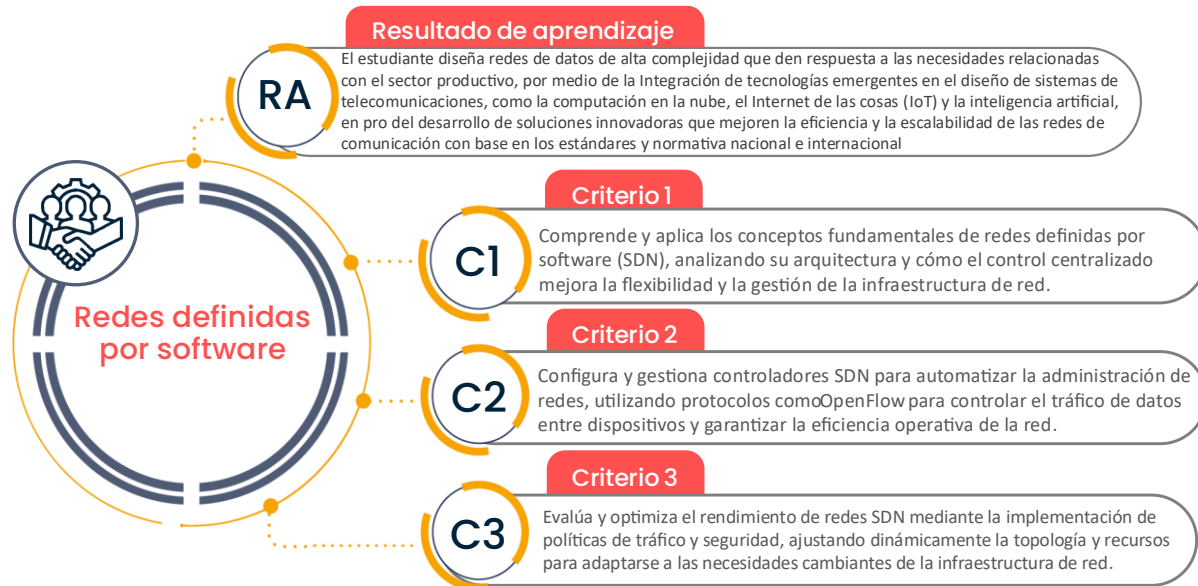 Resultado de aprendizaje
RA
El estudiante diseña redes de datos de alta complejidad que den respuesta a las necesidades relacionadas
con el sector productivo, por medio de la Integración de tecnologías emergentes en el diseño de sistemas de
telecomunicaciones, como la computación en la nube, el Internet de las cosas (IoT) y la inteligencia artificial,
en pro del desarrollo de soluciones innovadoras que mejoren la eficiencia y la escalabilidad de las redes de
comunicación con base en los estándares y normativa nacional e internacional
Redes definidas
por software
Criterio 1
C1
Comprende y aplica los conceptos fundamentales de redes definidas por
software (SDN), analizando su arquitectura y cómo el control centralizado
mejora la flexibilidad y la gestión de la infraestructura de red.
Criterio 2
C2
Configura y gestiona controladores SDN para automatizar la administración de
redes, utilizando protocolos comoOpenFlow para controlar el tráfico de datos
entre dispositivos y garantizar la eficiencia operativa de la red.
Criterio 3
C3
Evalúa y optimiza el rendimiento de redes SDN mediante la implementación de
políticas de tráfico y seguridad, ajustando dinámicamente la topología y recursos
para adaptarse a las necesidades cambiantes de la infraestructura de red.